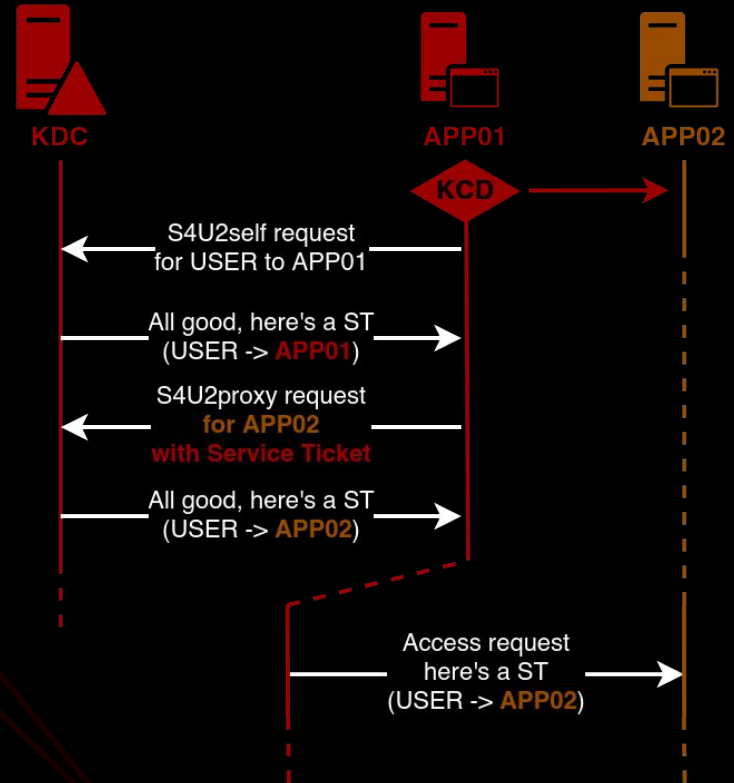 KDC
APP01
APP02
KCD
S4U2self request
for USER to APP01
All good, here's a ST
(USER -> APP01)
S4U2proxy request
for APP02
with Service Ticket
All good, here's a ST
(USER -> APP02)
Access request
here's a ST
(USER -> APP02)